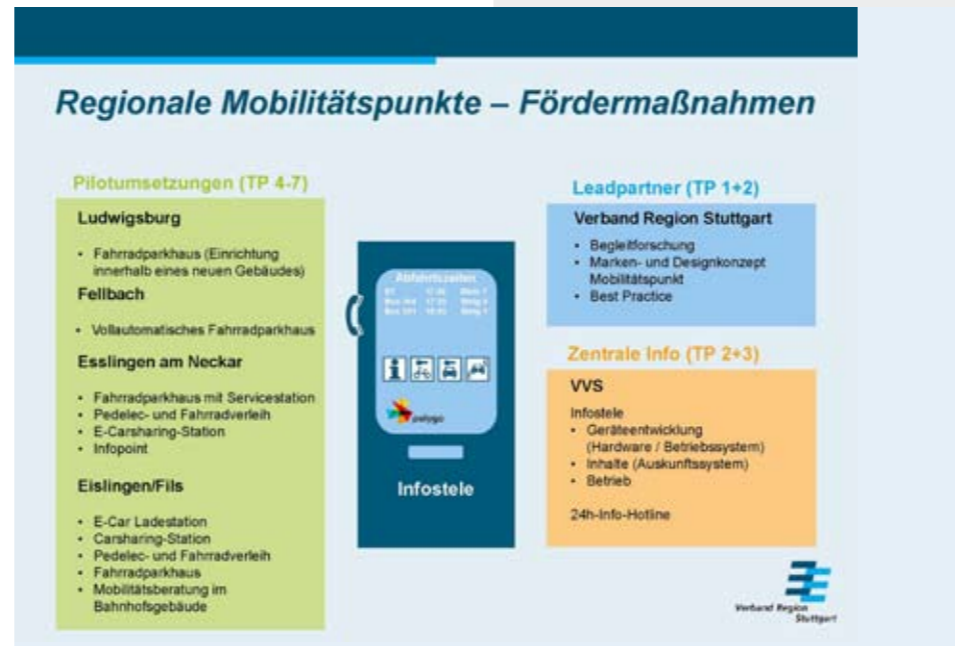 Regionale Mobilitätspunkte – Fördermaßnahmen
Pilotumsetzungen (TP 4-7)
Ludwigsburg
• Fahrradparkhaus (Einrichtung
innerhalb eines neuen Gebäudes)
Fellbach
• Vollautomatisches Fahrradparkhaus
Esslingen am Neckar
• Fahrradparkhaus mit Servicestation
• Pedelec- und Fahrradverleih
• E-Carsharing-Station
• Infopoint
Eislingen/Fils
• E-Car Ladestation
• Carsharing-Station
• Pedelec- und Fahrradverleih
• Fahrradparkhaus
• Mobilitätsberatung im
Bahnhofsgebäude
Abfahrtszeiten
polygo
Infostele
Leadpartner (TP 1+2)
Verband Region Stuttgart
• Begleitforschung
• Marken- und Designkonzept
Mobilitätspunkt
• Best Practice
Zentrale Info (TP 2+3)
VVS
Infostele
• Geräteentwicklung
(Hardware / Betriebssystem)
• Inhalte (Auskunftssystem)
• Betrieb
24h-Info-Hotline
Verband Region
Stuttgart